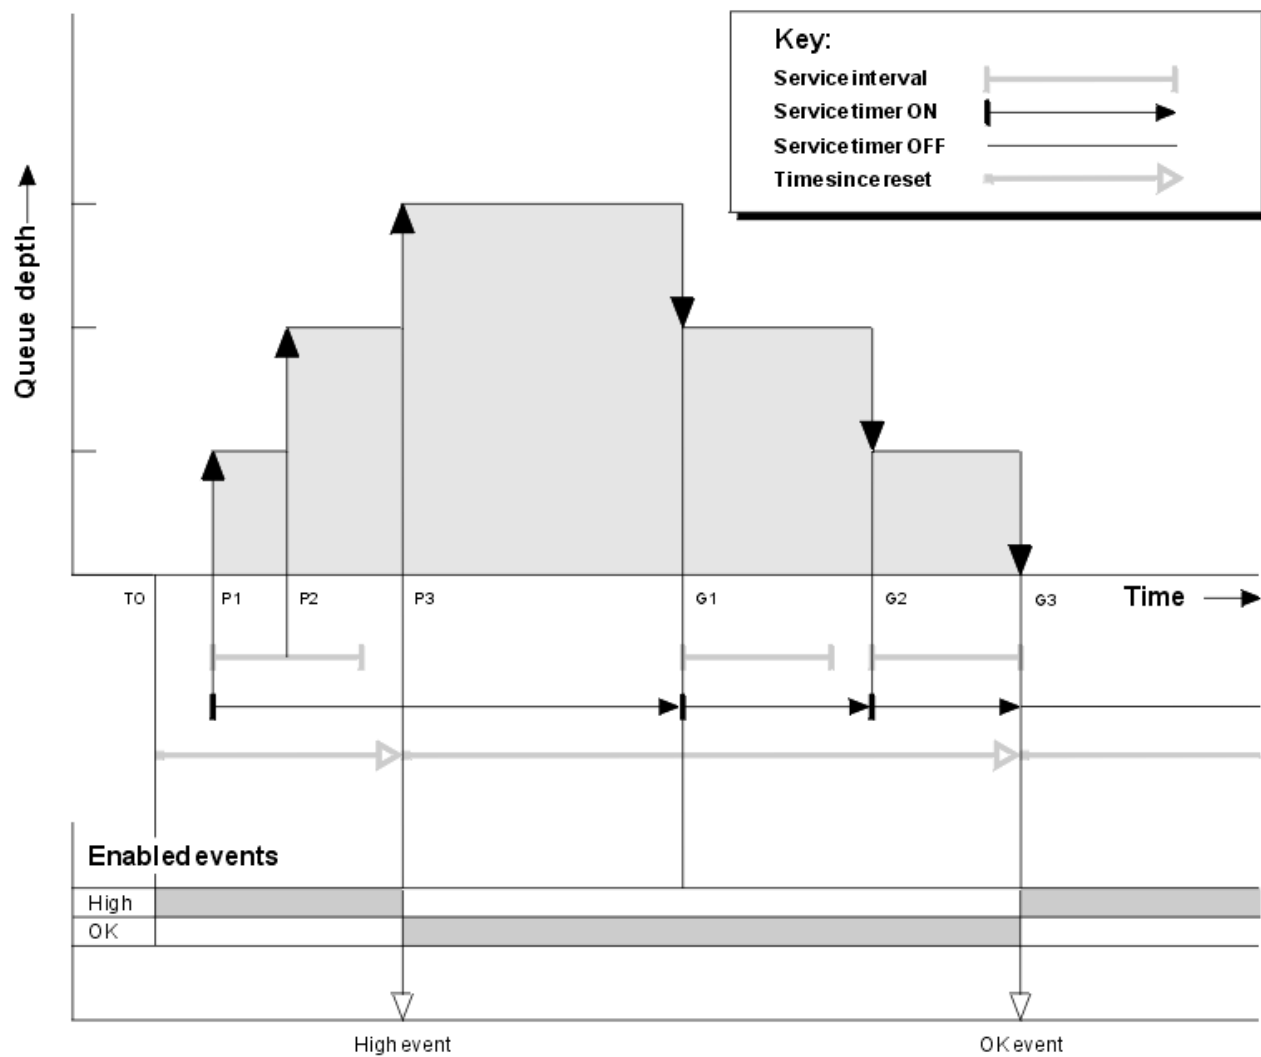 Key:
Service interval
Service timer ON
Service timer OFF
Time since reset
Queue depth
TO P1 P2 P3 G1 G2 G3 Time
Enabled events
High
OK
High event OK event